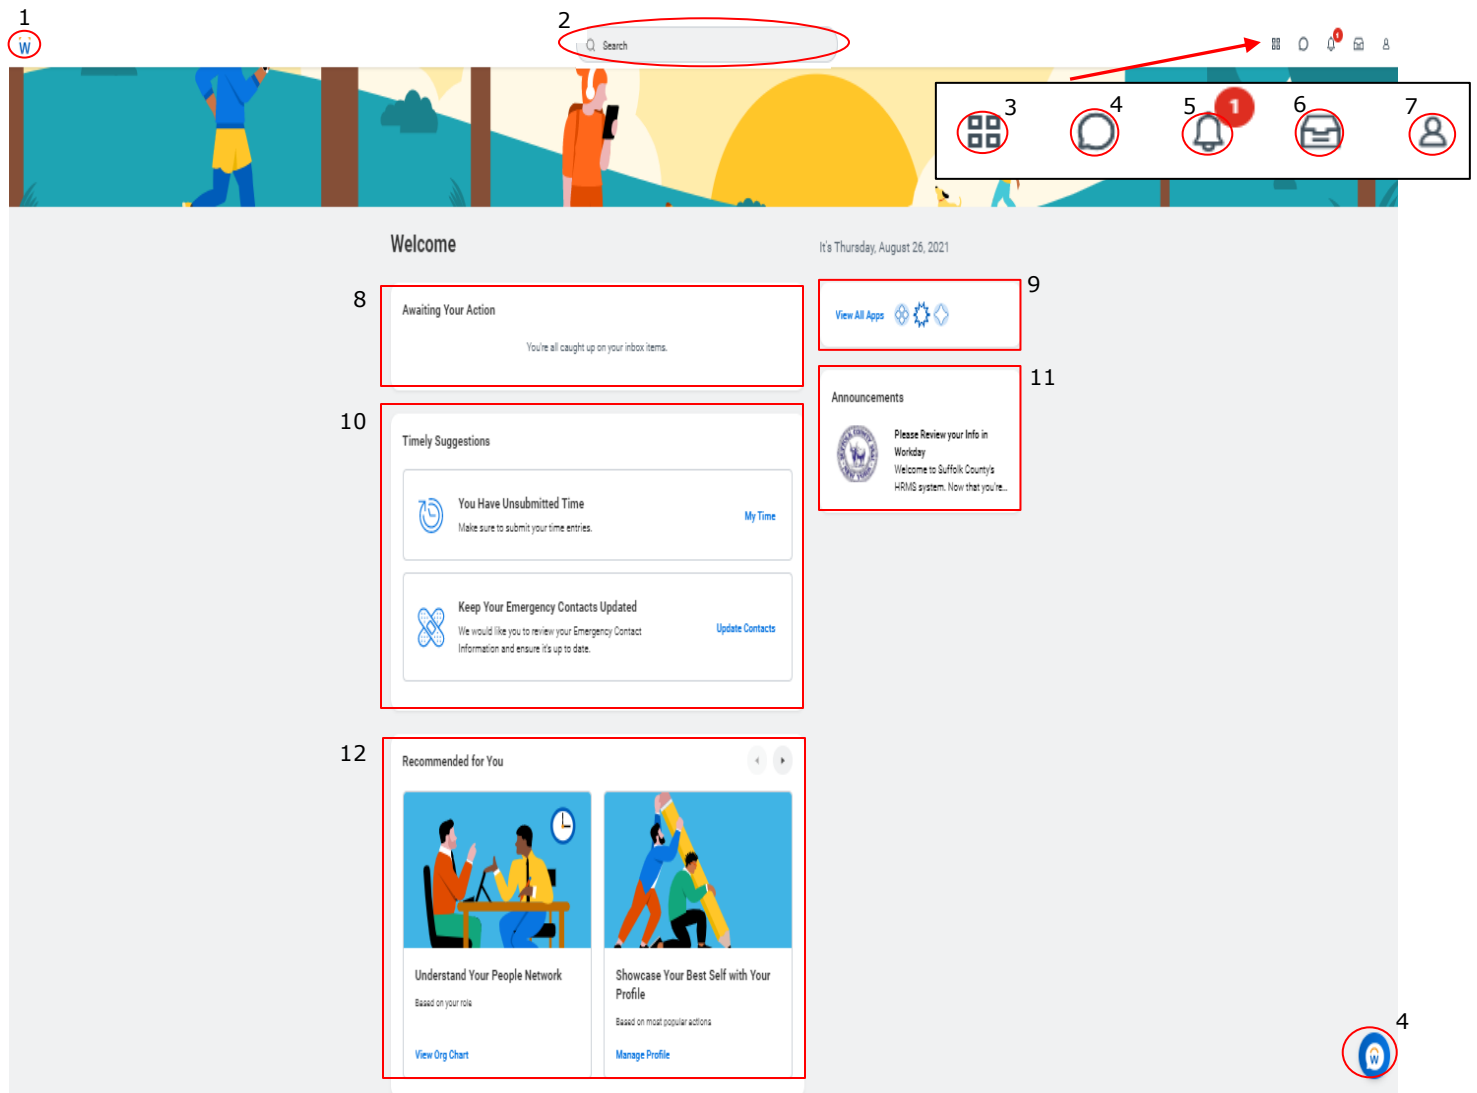 1
2
Search
1
3
4
5
1
6
7
Welcome
It's Thursday, August 26, 2021
8
Awaiting Your Action
You're all caught up on your inbox items.
9
View All Apps
10
Timely Suggestions
You Have Unsubmitted Time
Make sure to submit your time entries.
My Time
Keep Your Emergency Contacts Updated
We would like you to review your Emergency Contact
Information and ensure it's up to date.
Update Contacts
11
Announcements
Please Review your Info in
Workday
Welcome to Suffolk County's
HRMS system. Now that you're...
12
Recommended for You
Understand Your People Network
Based on your role
View Org Chart
Showcase Your Best Self with Your
Profile
Based on most popular actions
Manage Profile
4
W